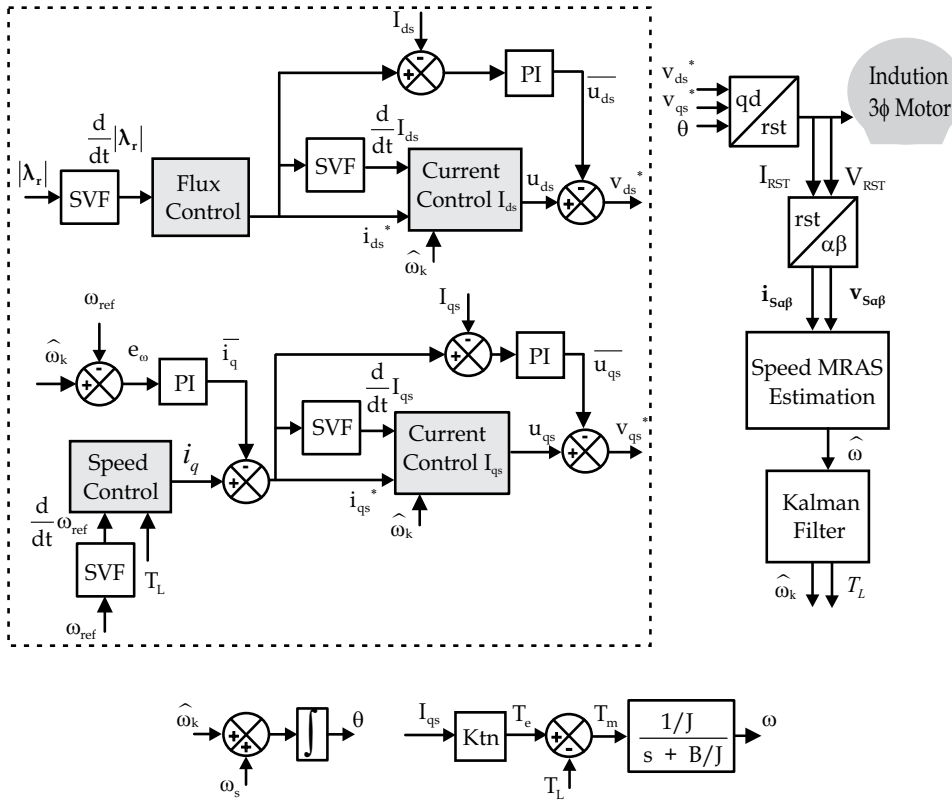 I_ds
PI
u_ds
d/dt |λ_r|
d/dt I_ds
|λ_r|
SVF
Flux Control
SVF
Current Control I_ds
u_ds
v_ds*
i_ds*
ω̂_k
+
-
+
-
ω_ref
ω̂_k
e_ω
PI
i_q
+
-
I_qs
PI
u_qs
+
-
d/dt I_qs
SVF
Current Control I_qs
u_qs
v_qs*
+
-
Speed Control
i_q
+
-
i_qs*
ω̂_k
d/dt ω_ref
SVF
T_L
ω_ref
v_ds*
v_qs*
θ
qd
rst
Indution
3ϕ Motor
I_RST
V_RST
rst
αβ
i_Sαβ
v_Sαβ
Speed MRAS
Estimation
ω̂
Kalman
Filter
ω̂_k
T_L
ω̂_k
+
+
ω_s
∫
θ
I_qs
Ktn
T_e
+
-
T_L
T_m
1/J
s + B/J
ω